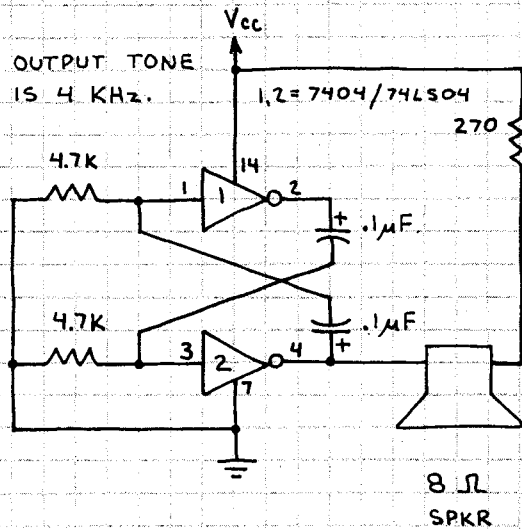 Vcc
OUTPUT TONE
IS 4 KHz.
1,2 = 7404/74LS04
270
4.7K
14
1
1
2
+
.1μF.
4.7K
.1μF
+
3
2
4
7
8 Ω
SPKR